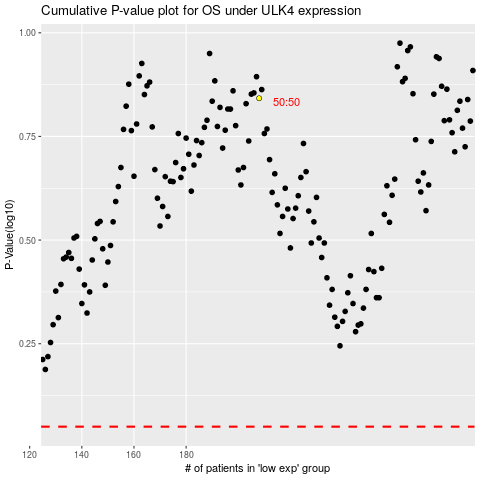 Cumulative P-value plot for OS under ULK4 expression
P-Value(log10)
1.00
0.75
0.50
0.25
50:50
120 140 160 180
# of patients in 'low exp' group